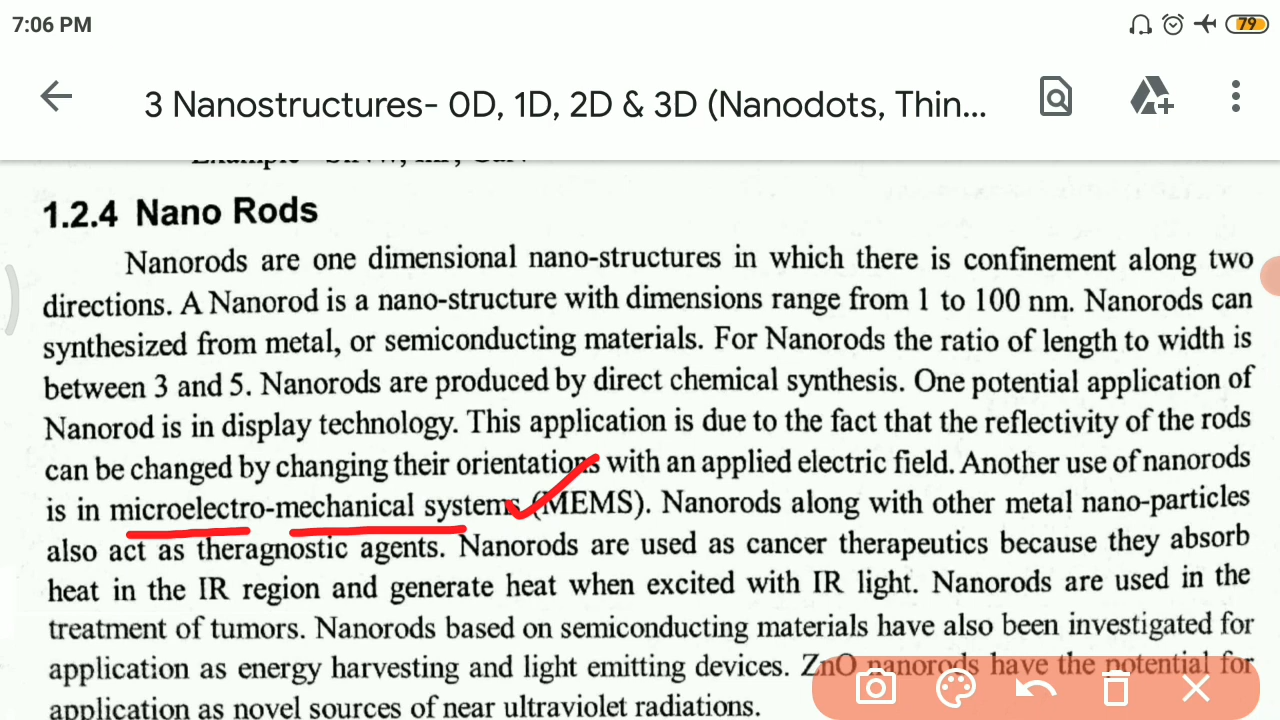 7:06 PM
79
3 Nanostructures- 0D, 1D, 2D & 3D (Nanodots, Thin...
1.2.4 Nano Rods
Nanorods are one dimensional nano-structures in which there is confinement along two
directions. A Nanorod is a nano-structure with dimensions range from 1 to 100 nm. Nanorods can
synthesized from metal, or semiconducting materials. For Nanorods the ratio of length to width is
between 3 and 5. Nanorods are produced by direct chemical synthesis. One potential application of
Nanorod is in display technology. This application is due to the fact that the reflectivity of the rods
can be changed by changing their orientations with an applied electric field. Another use of nanorods
is in microelectro-mechanical systems (MEMS). Nanorods along with other metal nano-particles
also act as theragnostic agents. Nanorods are used as cancer therapeutics because they absorb
heat in the IR region and generate heat when excited with IR light. Nanorods are used in the
treatment of tumors. Nanorods based on semiconducting materials have also been investigated for
application as energy harvesting and light emitting devices. ZnO nanorods have the potential for
application as novel sources of near ultraviolet radiations.